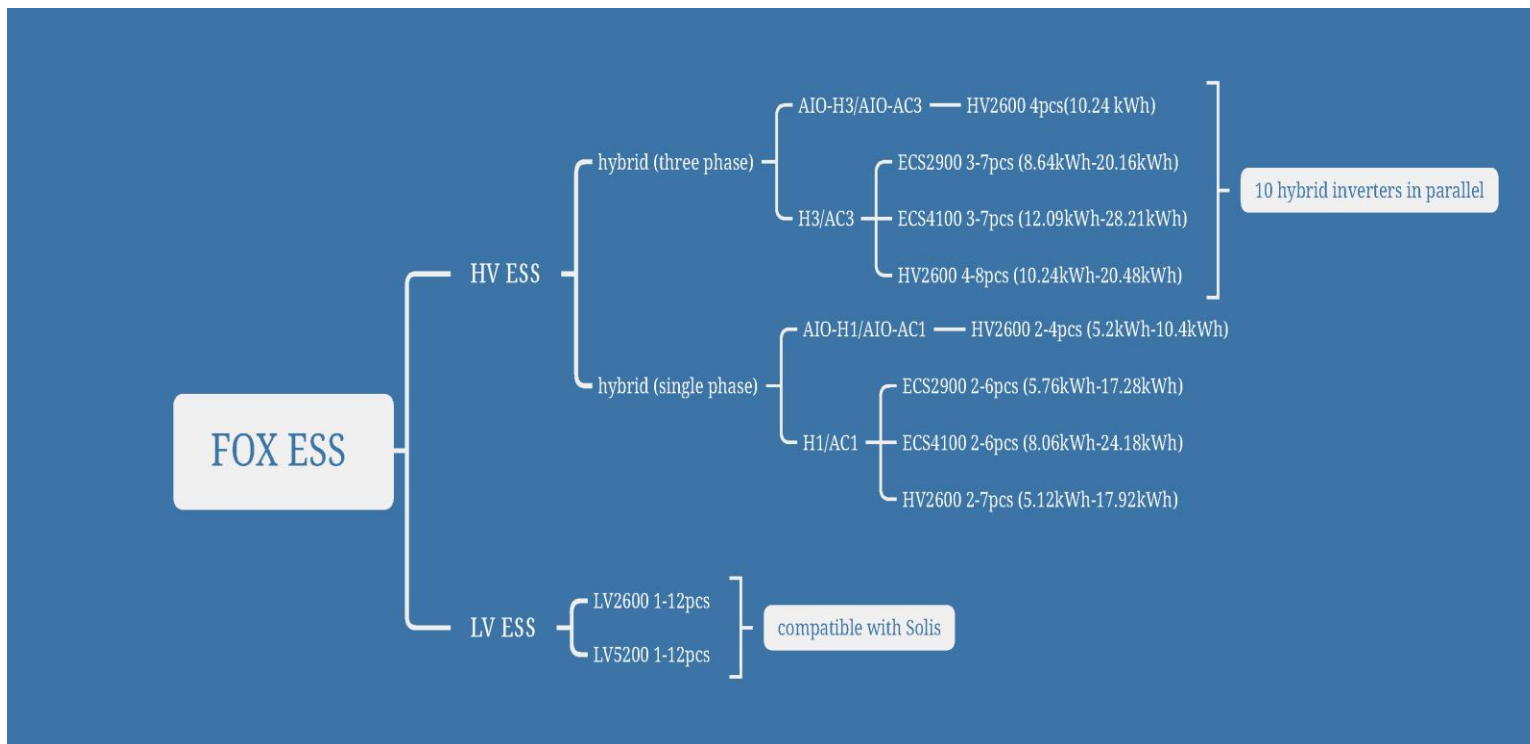 FOX ESS
HV ESS
hybrid (three phase)
AIO-H3/AIO-AC3
HV2600 4pcs(10.24 kWh)
H3/AC3
ECS2900 3-7pcs (8.64kWh-20.16kWh)
ECS4100 3-7pcs (12.09kWh-28.21kWh)
HV2600 4-8pcs (10.24kWh-20.48kWh)
10 hybrid inverters in parallel
hybrid (single phase)
AIO-H1/AIO-AC1
HV2600 2-4pcs (5.2kWh-10.4kWh)
H1/AC1
ECS2900 2-6pcs (5.76kWh-17.28kWh)
ECS4100 2-6pcs (8.06kWh-24.18kWh)
HV2600 2-7pcs (5.12kWh-17.92kWh)
LV ESS
LV2600 1-12pcs
LV5200 1-12pcs
compatible with Solis